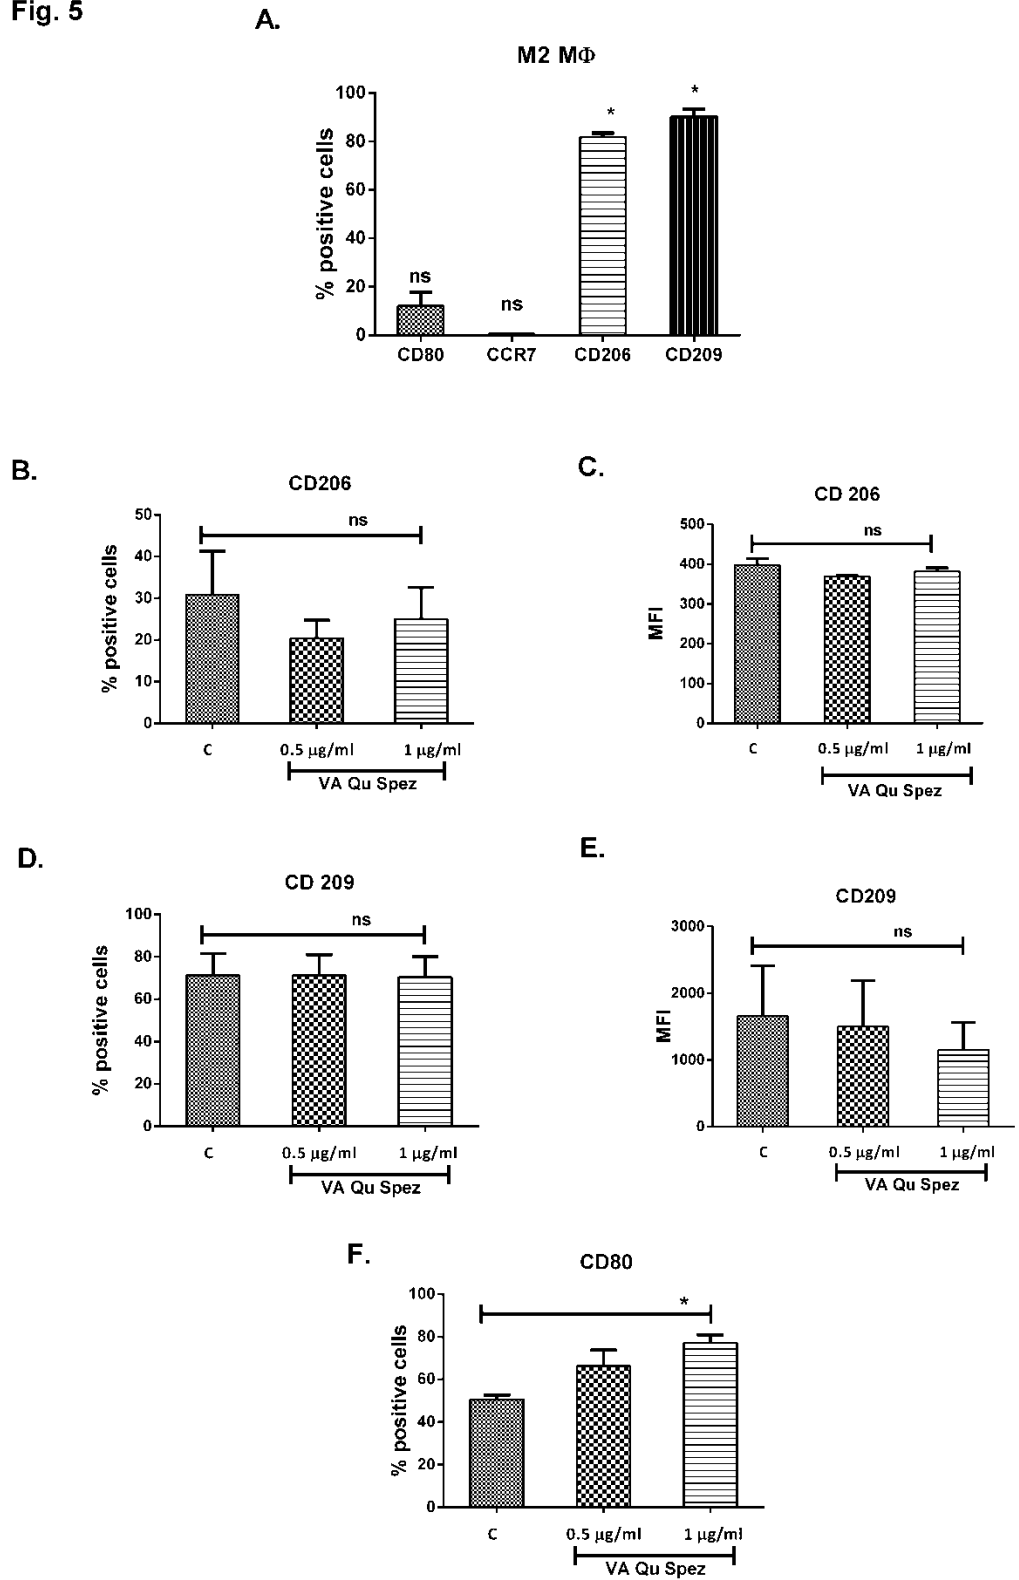 Fig. 5
A.
M2 MΦ
% positive cells
100
80
60
40
20
0
ns
ns
*
*
CD80 CCR7 CD206 CD209
B.
CD206
% positive cells
50
40
30
20
10
0
ns
C 0.5 µg/ml 1 µg/ml
VA Qu Spez
C.
CD 206
MFI
500
400
300
200
100
0
ns
C 0.5 µg/ml 1 µg/ml
VA Qu Spez
D.
CD 209
% positive cells
100
80
60
40
20
0
ns
C 0.5 µg/ml 1 µg/ml
VA Qu Spez
E.
CD209
MFI
3000
2000
1000
0
ns
C 0.5 µg/ml 1 µg/ml
VA Qu Spez
F.
CD80
% positive cells
100
80
60
40
20
0
*
C 0.5 µg/ml 1 µg/ml
VA Qu Spez